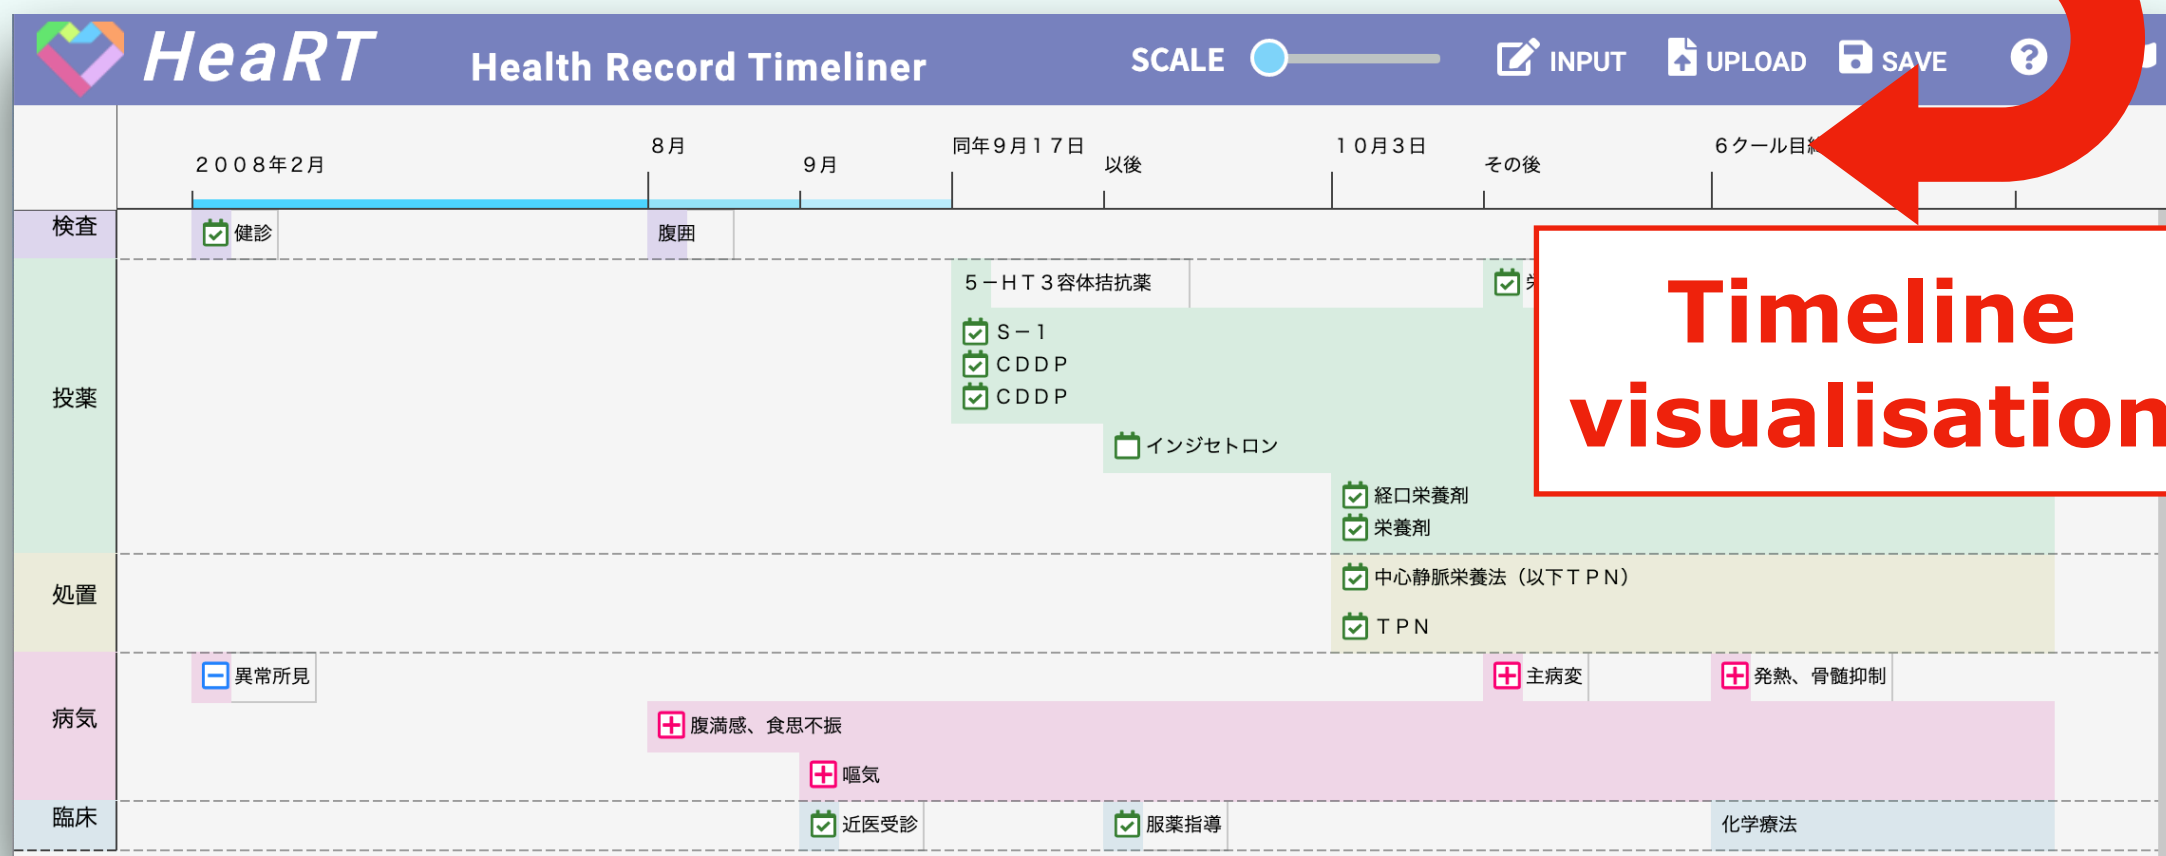 HeaRT
Health Record Timeliner
SCALE
INPUT
UPLOAD
SAVE
?
2008年2月
8月
9月
同年9月17日
以後
10月3日
その後
6クール目
検査
健診
腹囲
投薬
5-HT3容体拮抗薬
S-1
CDDP
CDDP
インジセトロン
経口栄養剤
栄養剤
Timeline
visualisation
処置
中心静脈栄養法（以下TPN）
TPN
病気
異常所見
主病変
発熱、骨髄抑制
腹満感、食思不振
嘔気
臨床
近医受診
服薬指導
化学療法